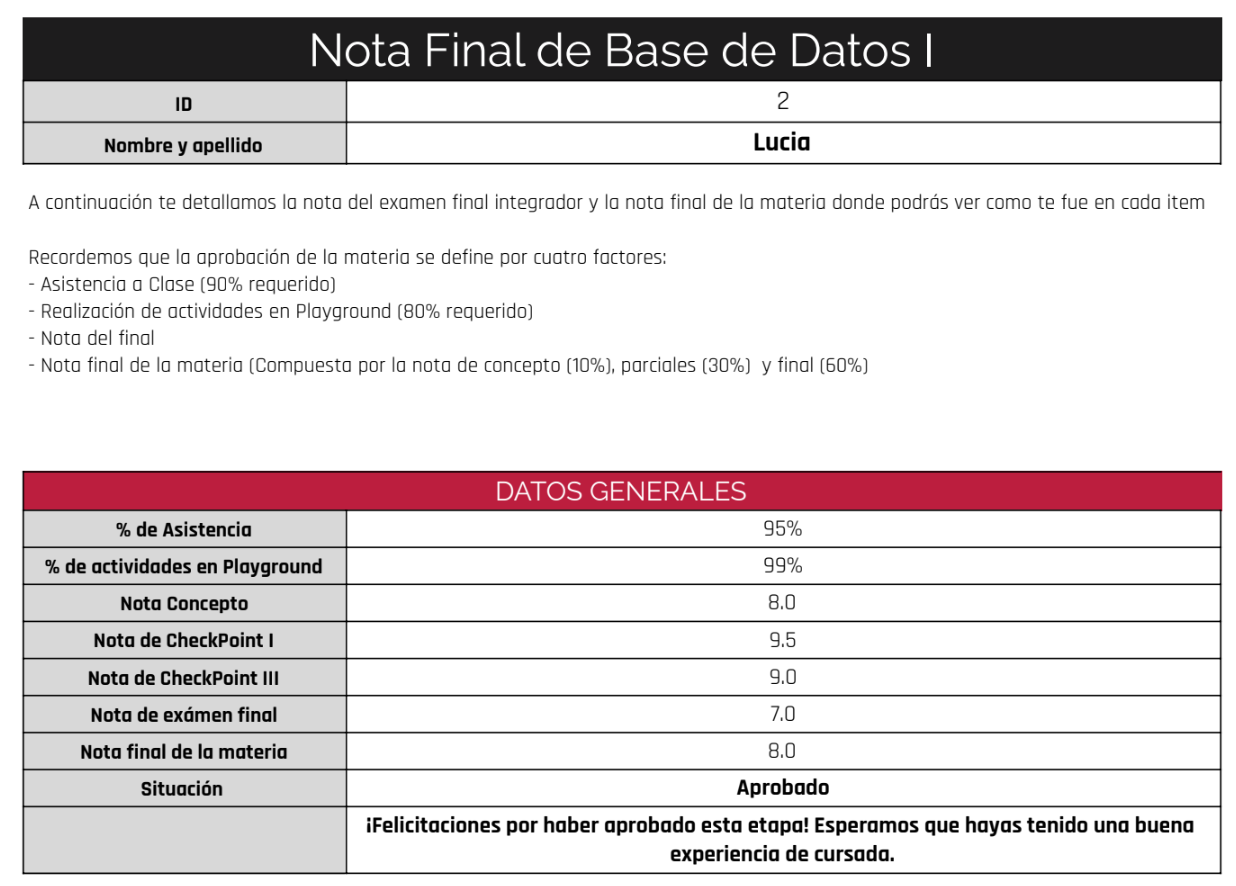 Nota Final de Base de Datos I
ID 2
Nombre y apellido Lucia
A continuación te detallamos la nota del examen final integrador y la nota final de la materia donde podrás ver como te fue en cada item
Recordemos que la aprobación de la materia se define por cuatro factores:
- Asistencia a Clase (90% requerido)
- Realización de actividades en Playground (80% requerido)
- Nota del final
- Nota final de la materia (Compuesta por la nota de concepto (10%), parciales (30%) y final (60%)
DATOS GENERALES
% de Asistencia 95%
% de actividades en Playground 99%
Nota Concepto 8.0
Nota de CheckPoint I 9.5
Nota de CheckPoint III 9.0
Nota de exámen final 7.0
Nota final de la materia 8.0
Situación Aprobado
¡Felicitaciones por haber aprobado esta etapa! Esperamos que hayas tenido una buena
experiencia de cursada.